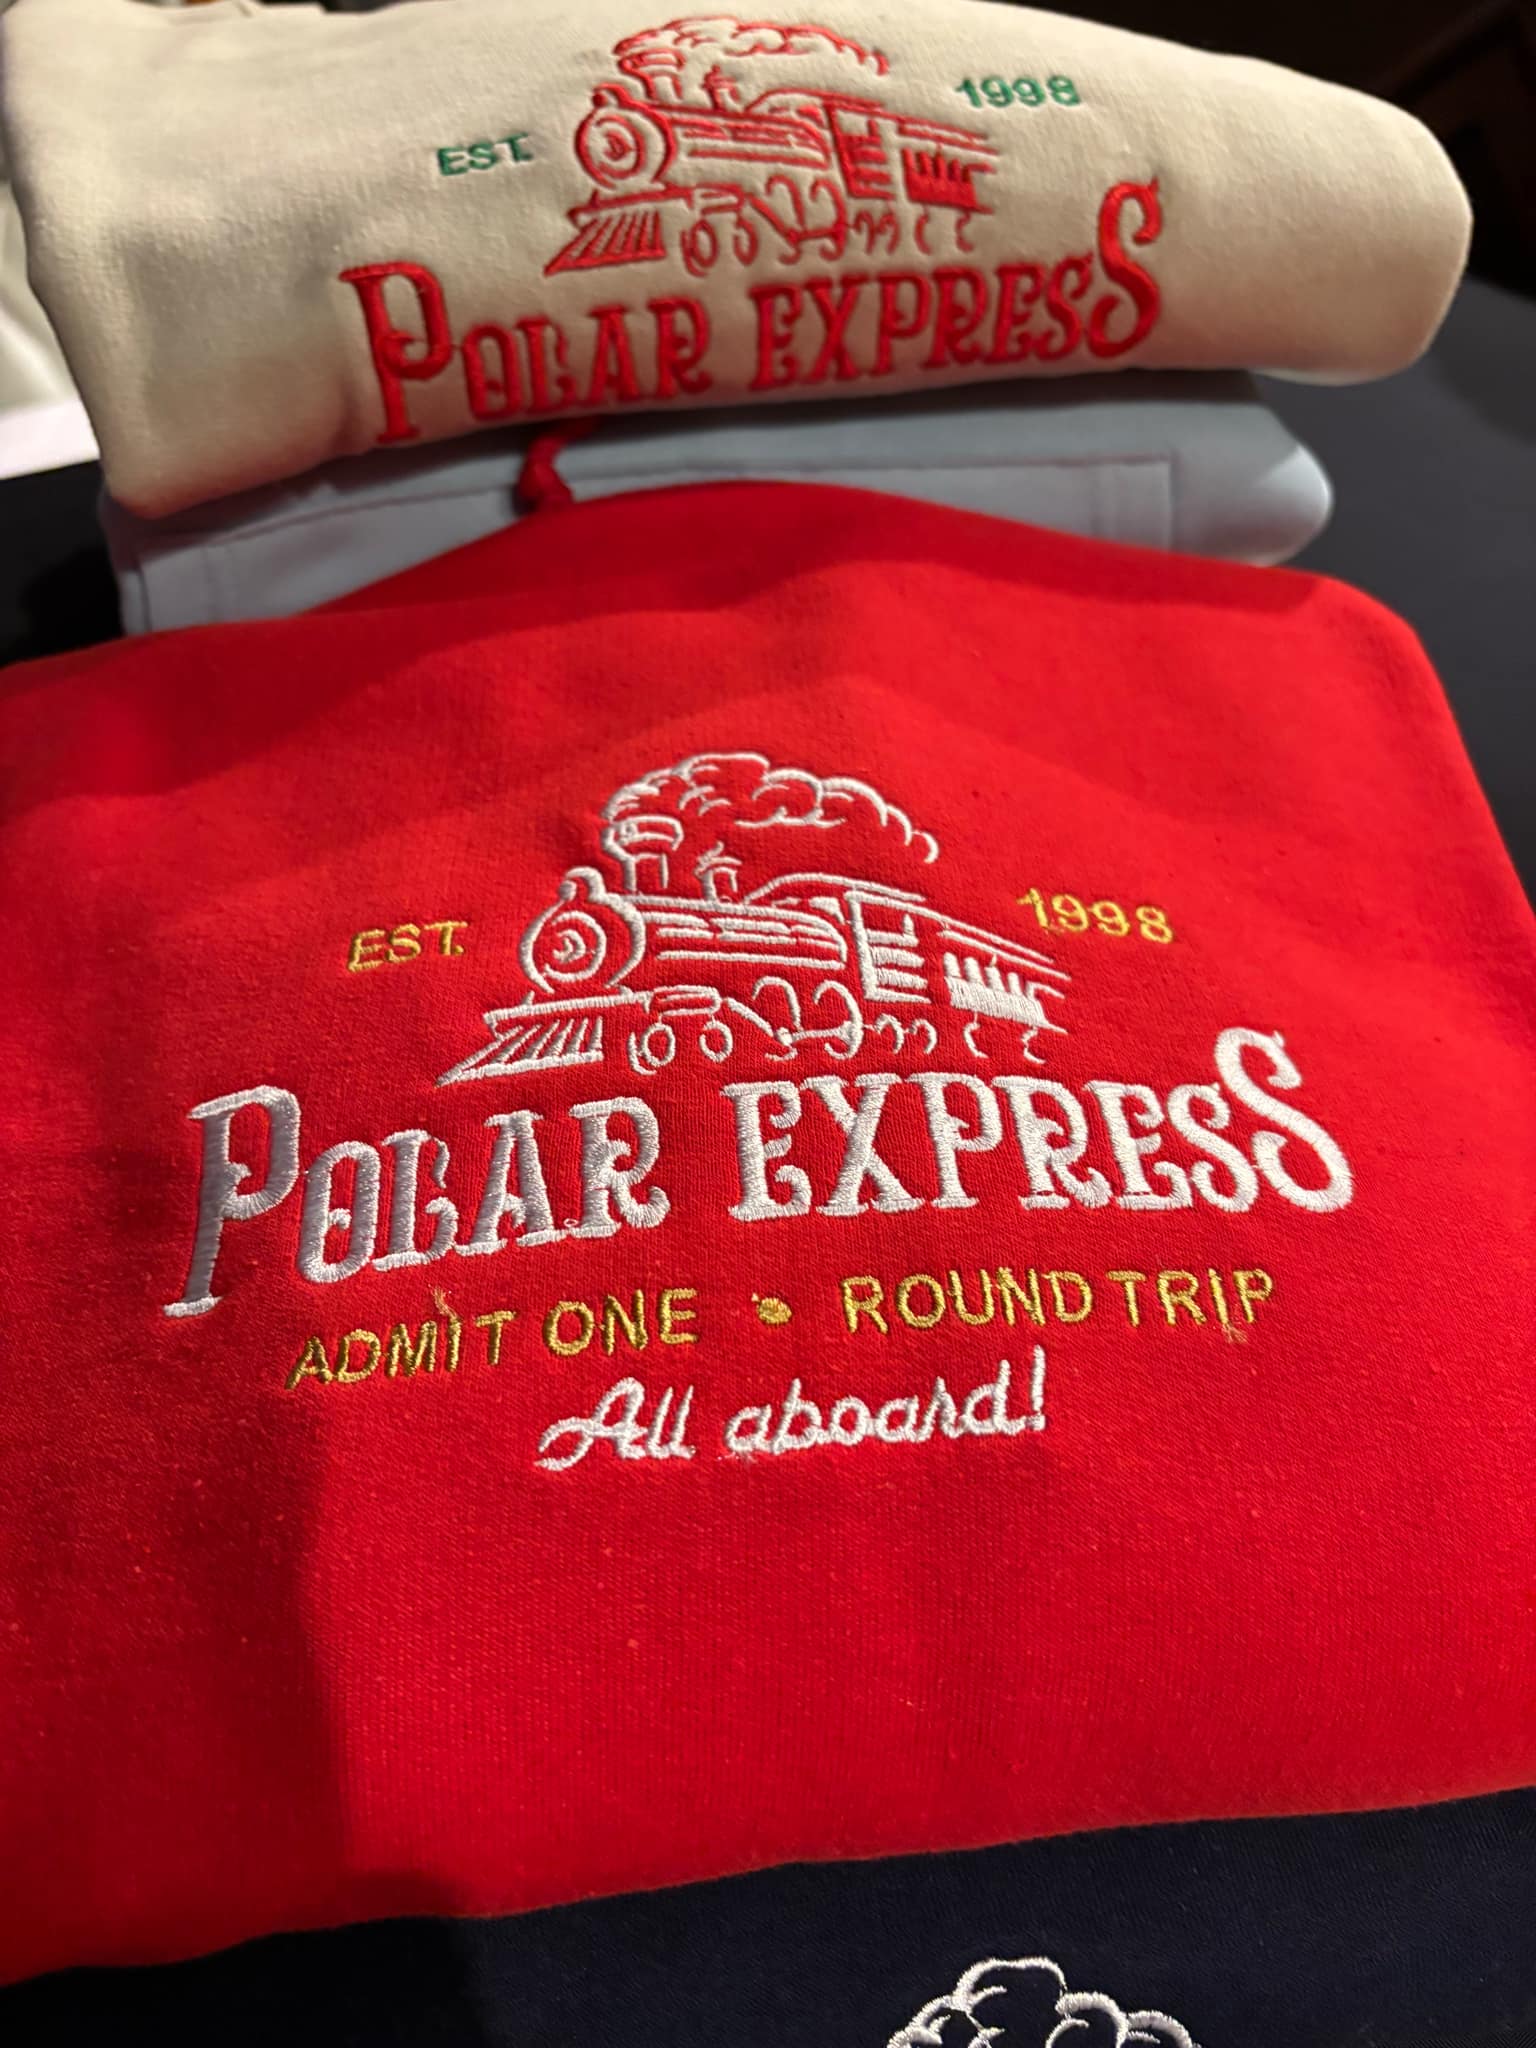 EST. 1998
POLAR EXPRESS
EST. 1998
POLAR EXPRESS
ADMIT ONE • ROUND TRIP
All aboard!